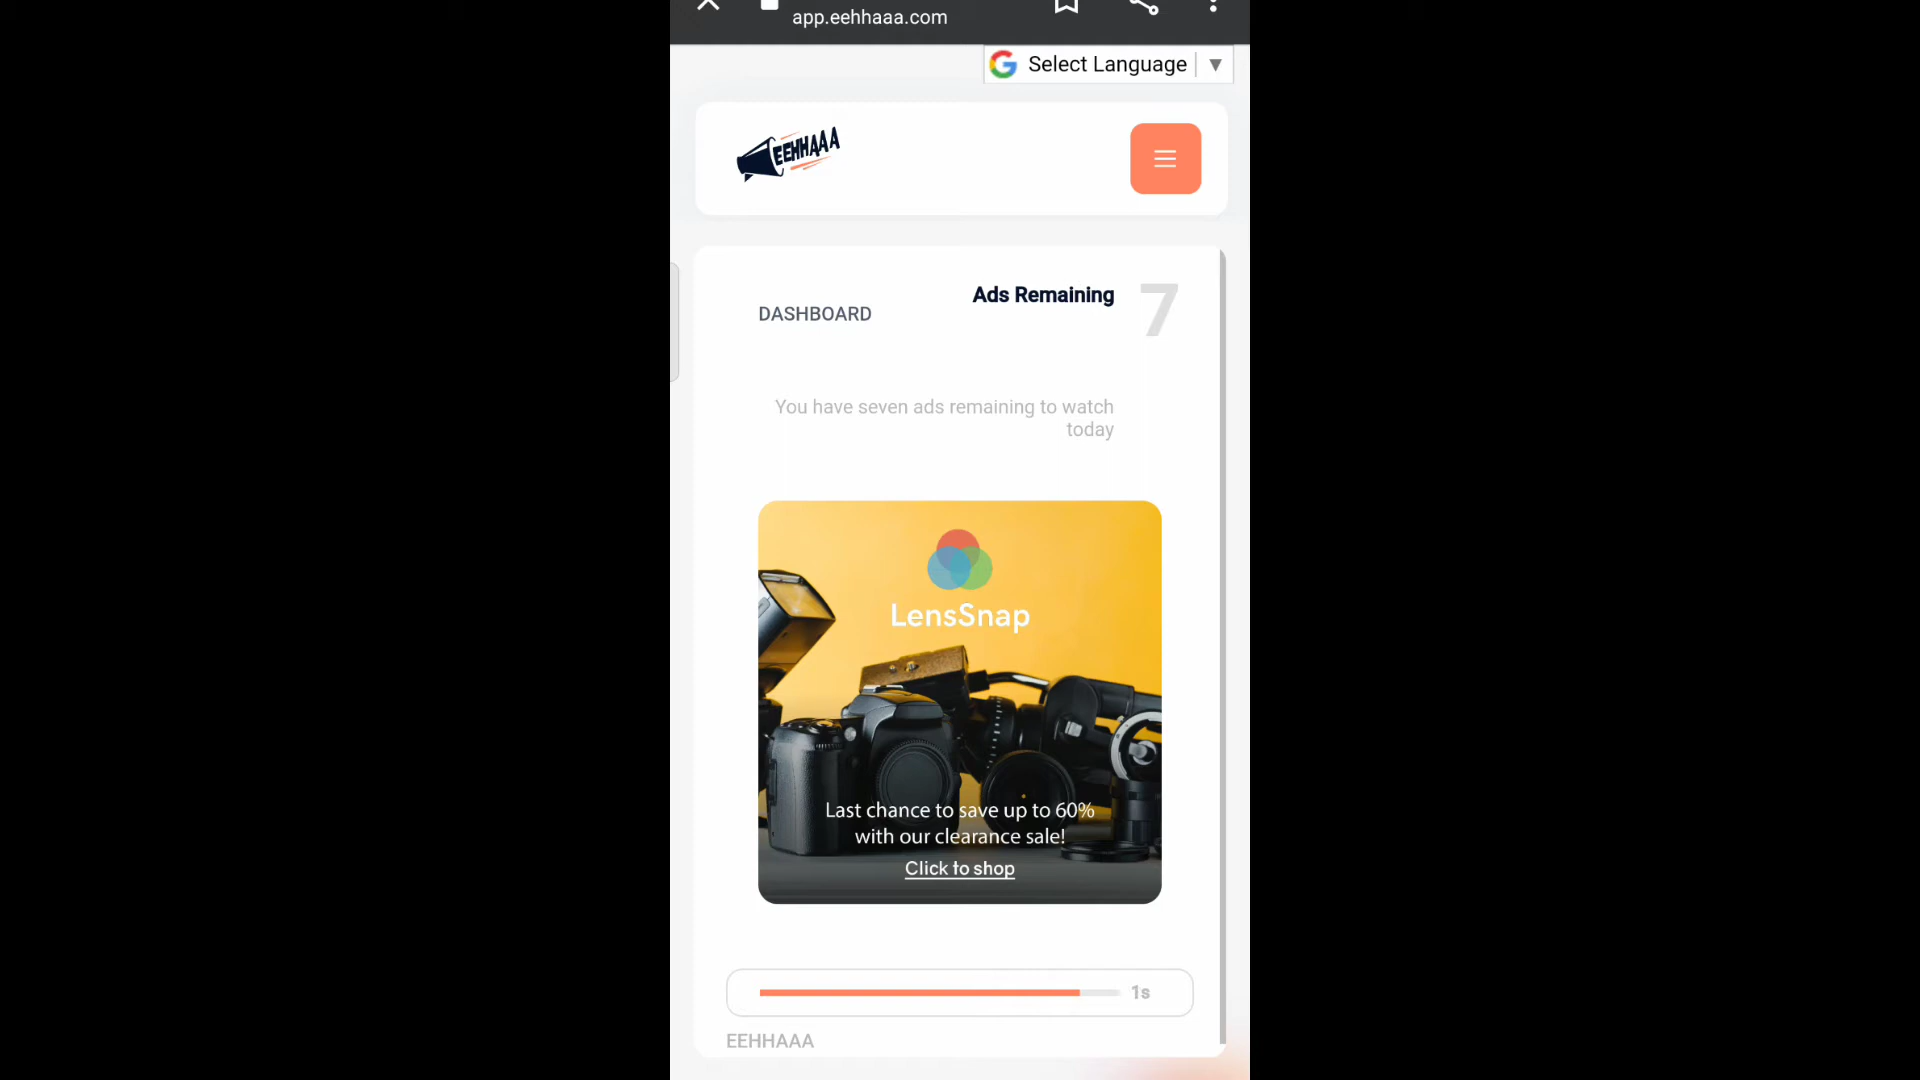 app.eehhaaa.com
Select Language ▼
EEHHAAA
Ads Remaining
7
DASHBOARD
You have seven ads remaining to watch
today
LensSnap
Last chance to save up to 60%
with our clearance sale!
Click to shop
1s
EEHHAAA